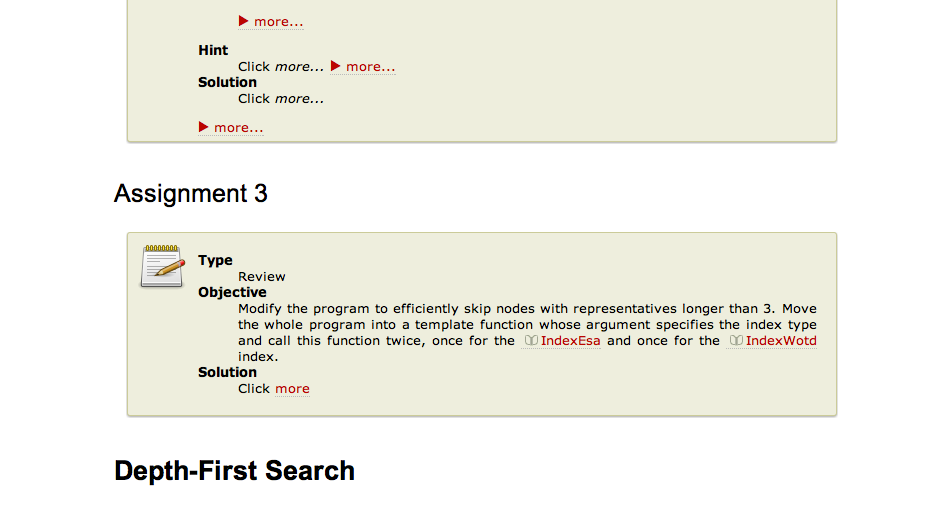 ▶ more...
Hint
Click more... ▶ more...
Solution
Click more...
▶ more...
Assignment 3
Type
Review
Objective
Modify the program to efficiently skip nodes with representatives longer than 3. Move
the whole program into a template function whose argument specifies the index type
and call this function twice, once for the IndexEsa and once for the IndexWotd
index.
Solution
Click more
Depth-First Search